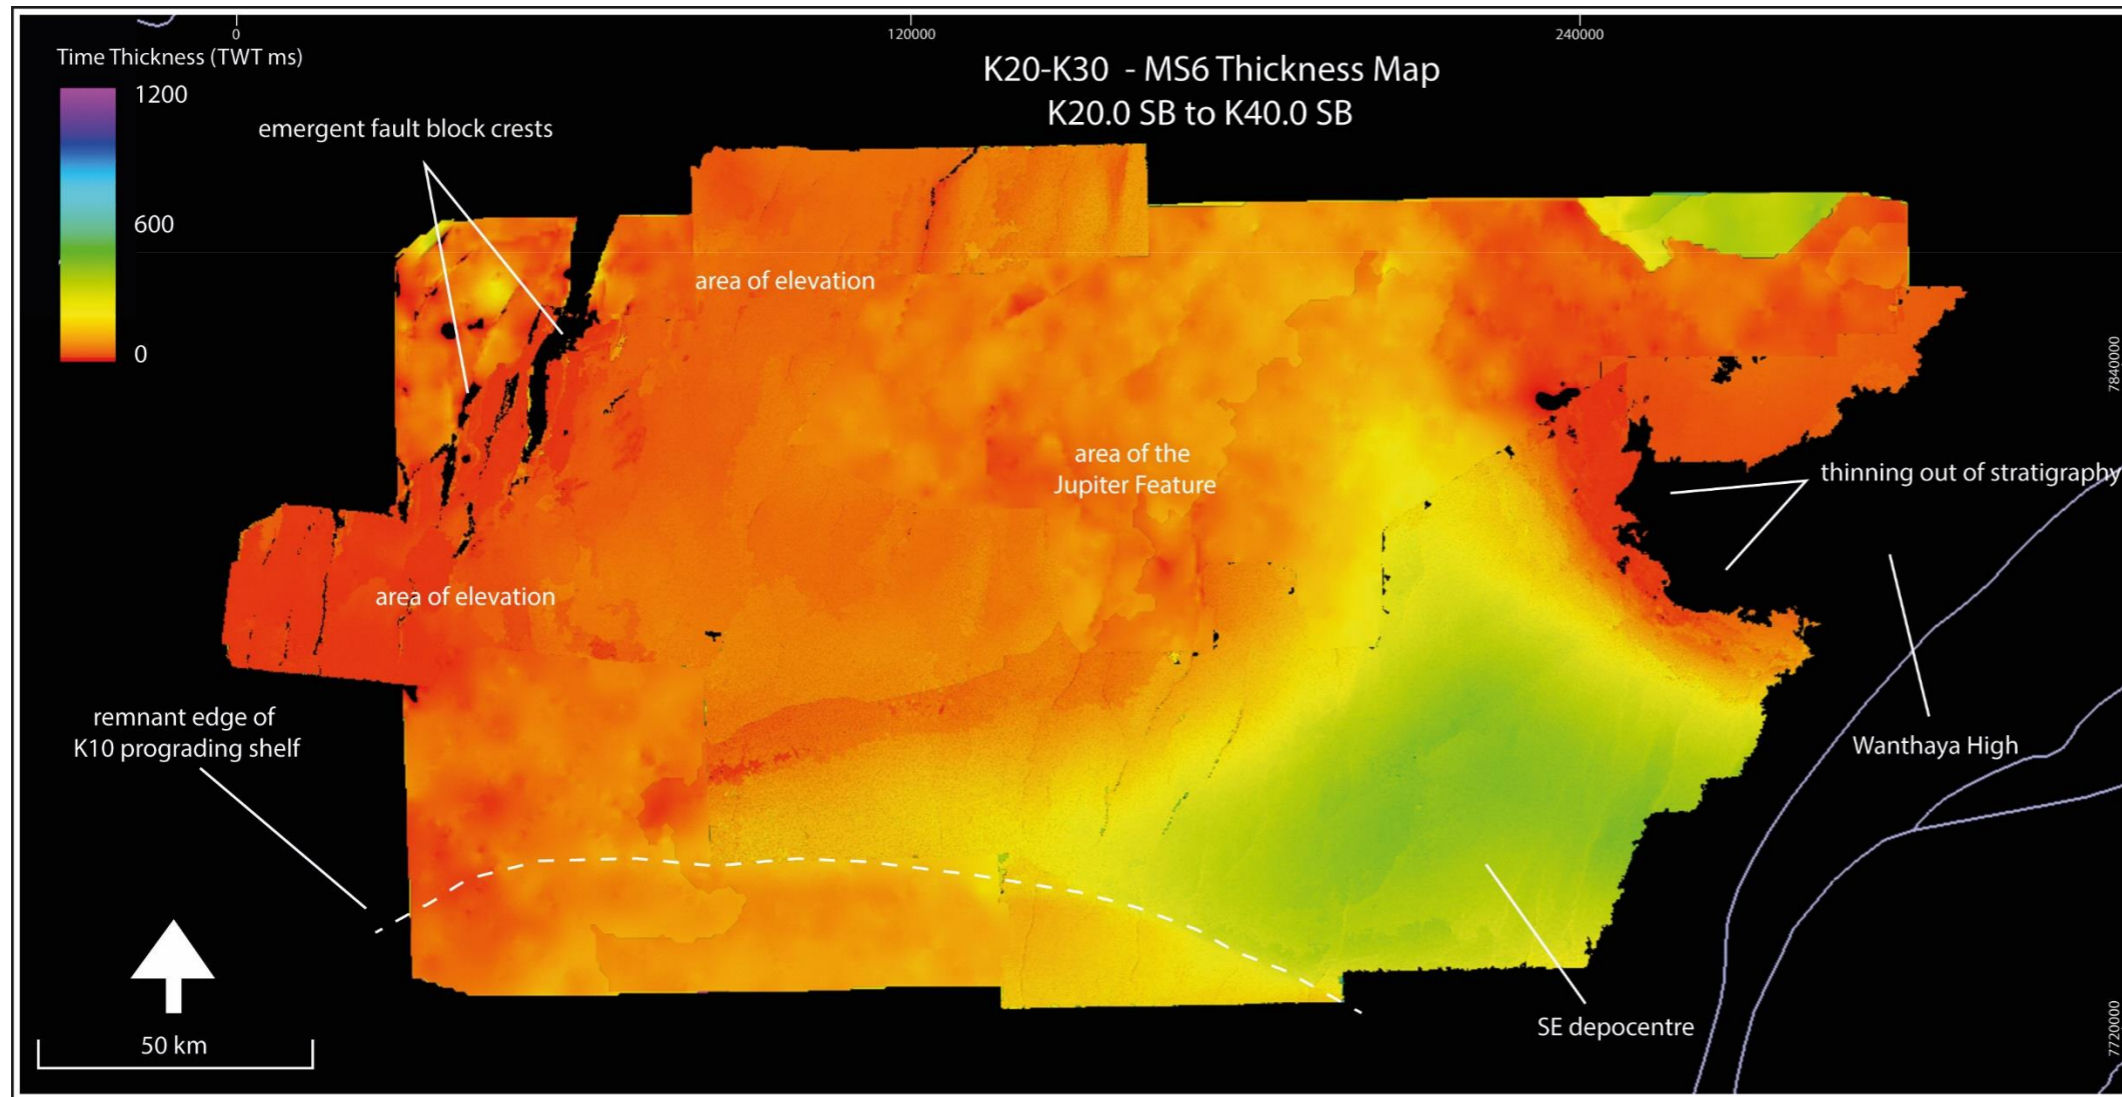 0
120000
240000
Time Thickness (TWT ms)
1200
600
0
K20-K30  - MS6 Thickness Map
K20.0 SB to K40.0 SB
emergent fault block crests
area of elevation
7840000
area of the
Jupiter Feature
thinning out of stratigraphy
area of elevation
remnant edge of
K10 prograding shelf
Wanthaya High
SE depocentre
7720000
50 km